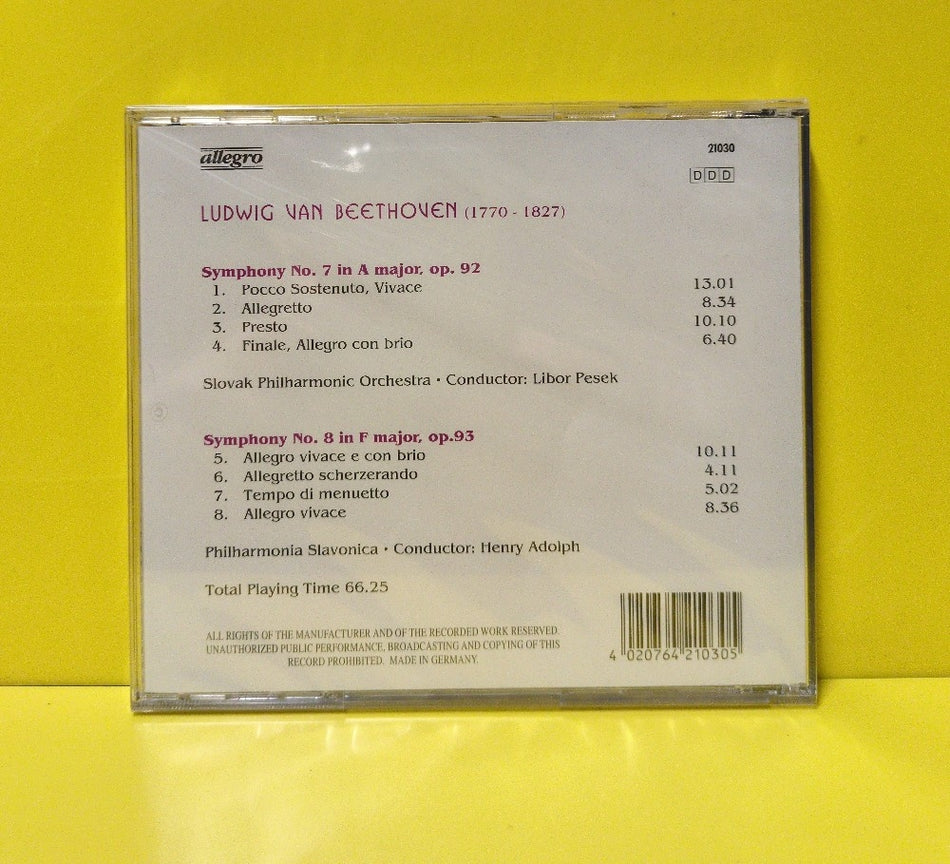 allegro
21030
DDD
LUDWIG VAN BEETHOVEN (1770 - 1827)
Symphony No. 7 in A major, op. 92
1. Pocco Sostenuto, Vivace 13.01
2. Allegretto 8.34
3. Presto 10.10
4. Finale, Allegro con brio 6.40
Slovak Philharmonic Orchestra • Conductor: Libor Pesek
Symphony No. 8 in F major, op.93
5. Allegro vivace e con brio 10.11
6. Allegretto scherzerando 4.11
7. Tempo di menuetto 5.02
8. Allegro vivace 8.36
Philharmonia Slavonica • Conductor: Henry Adolph
Total Playing Time 66.25
ALL RIGHTS OF THE MANUFACTURER AND OF THE RECORDED WORK RESERVED.
UNAUTHORIZED PUBLIC PERFORMANCE, BROADCASTING AND COPYING OF THIS
RECORD PROHIBITED. MADE IN GERMANY.
4 020764 210305